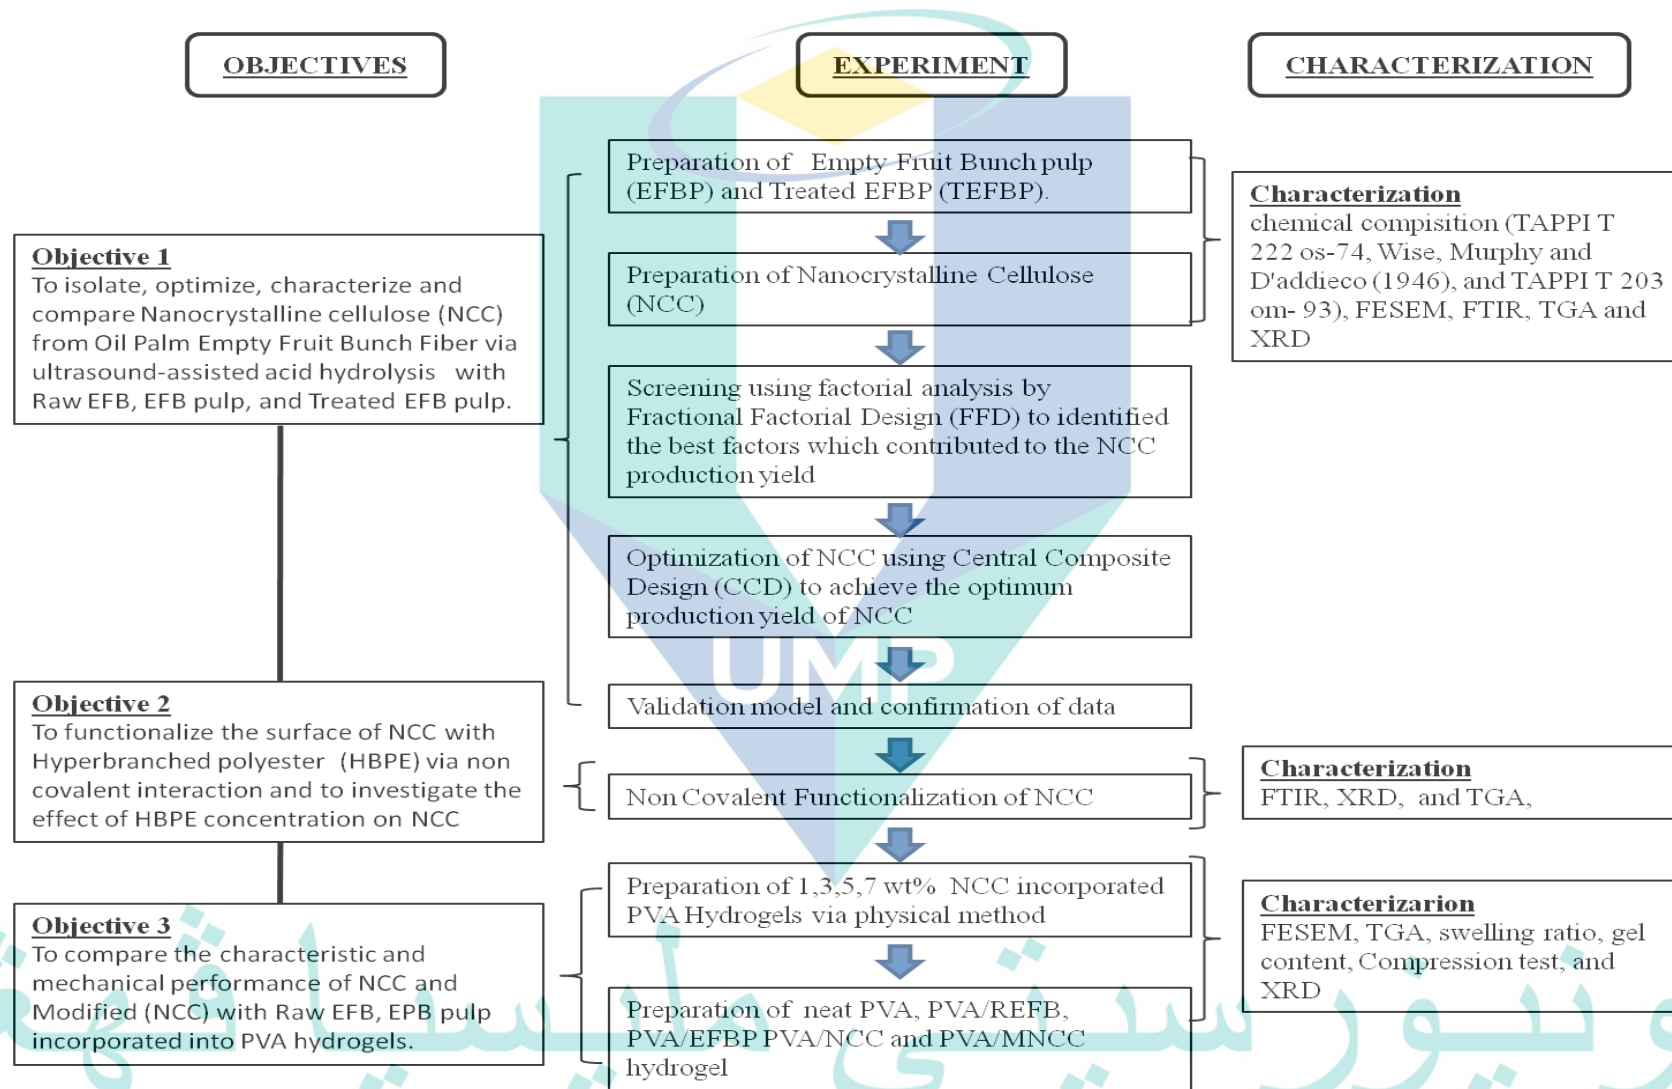 OBJECTIVES
EXPERIMENT
CHARACTERIZATION
Objective 1
To isolate, optimize, characterize and
compare Nanocrystalline cellulose (NCC)
from Oil Palm Empty Fruit Bunch Fiber via
ultrasound-assisted acid hydrolysis with
Raw EFB, EFB pulp, and Treated EFB pulp.
Objective 2
To functionalize the surface of NCC with
Hyperbranched polyester (HBPE) via non
covalent interaction and to investigate the
effect of HBPE concentration on NCC
Objective 3
To compare the characteristic and
mechanical performance of NCC and
Modified (NCC) with Raw EFB, EPB pulp
incorporated into PVA hydrogels.
Preparation of Empty Fruit Bunch pulp
(EFBP) and Treated EFBP (TEFBP).
Preparation of Nanocrystalline Cellulose
(NCC)
Screening using factorial analysis by
Fractional Factorial Design (FFD) to identified
the best factors which contributed to the NCC
production yield
Optimization of NCC using Central Composite
Design (CCD) to achieve the optimum
production yield of NCC
UMP
Validation model and confirmation of data
Non Covalent Functionalization of NCC
Preparation of 1,3,5,7 wt% NCC incorporated
PVA Hydrogels via physical method
Preparation of neat PVA, PVA/REFB,
PVA/EFBP PVA/NCC and PVA/MNCC
hydrogel
Characterization
chemical compisition (TAPPI T
222 os-74, Wise, Murphy and
D'addieco (1946), and TAPPI T 203
om- 93), FESEM, FTIR, TGA and
XRD
Characterization
FTIR, XRD, and TGA,
Characterizarion
FESEM, TGA, swelling ratio, gel
content, Compression test, and
XRD